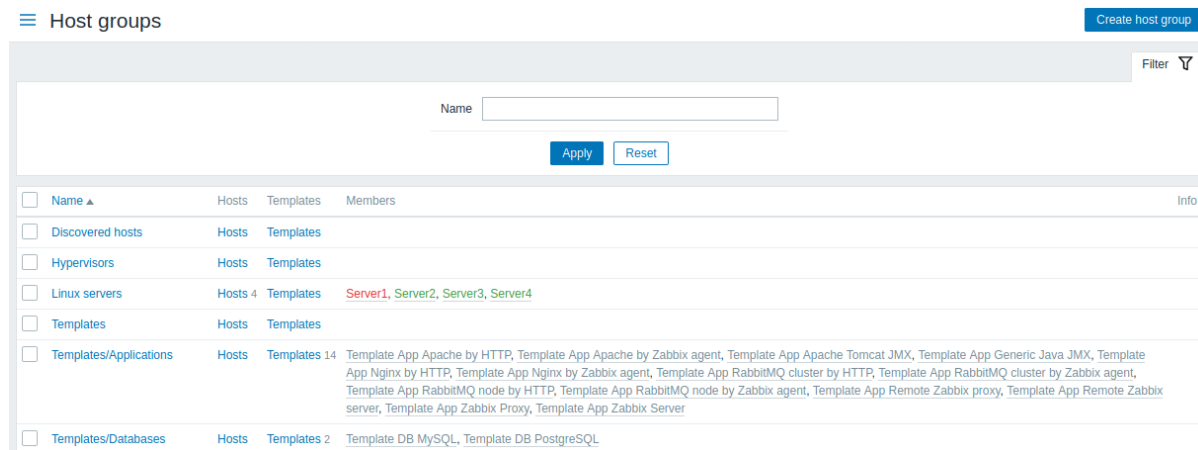 Host groups
Create host group
Filter
Name
Apply Reset
Name Hosts Templates Members Info
Discovered hosts Hosts Templates
Hypervisors Hosts Templates
Linux servers Hosts 4 Templates Server1, Server2, Server3, Server4
Templates Hosts Templates
Templates/Applications Hosts Templates 14 Template App Apache by HTTP, Template App Apache by Zabbix agent, Template App Apache Tomcat JMX, Template App Generic Java JMX, Template
App Nginx by HTTP, Template App Nginx by Zabbix agent, Template App RabbitMQ cluster by HTTP, Template App RabbitMQ cluster by Zabbix agent,
Template App RabbitMQ node by HTTP, Template App RabbitMQ node by Zabbix agent, Template App Remote Zabbix proxy, Template App Remote Zabbix
server, Template App Zabbix Proxy, Template App Zabbix Server
Templates/Databases Hosts Templates 2 Template DB MySQL, Template DB PostgreSQL